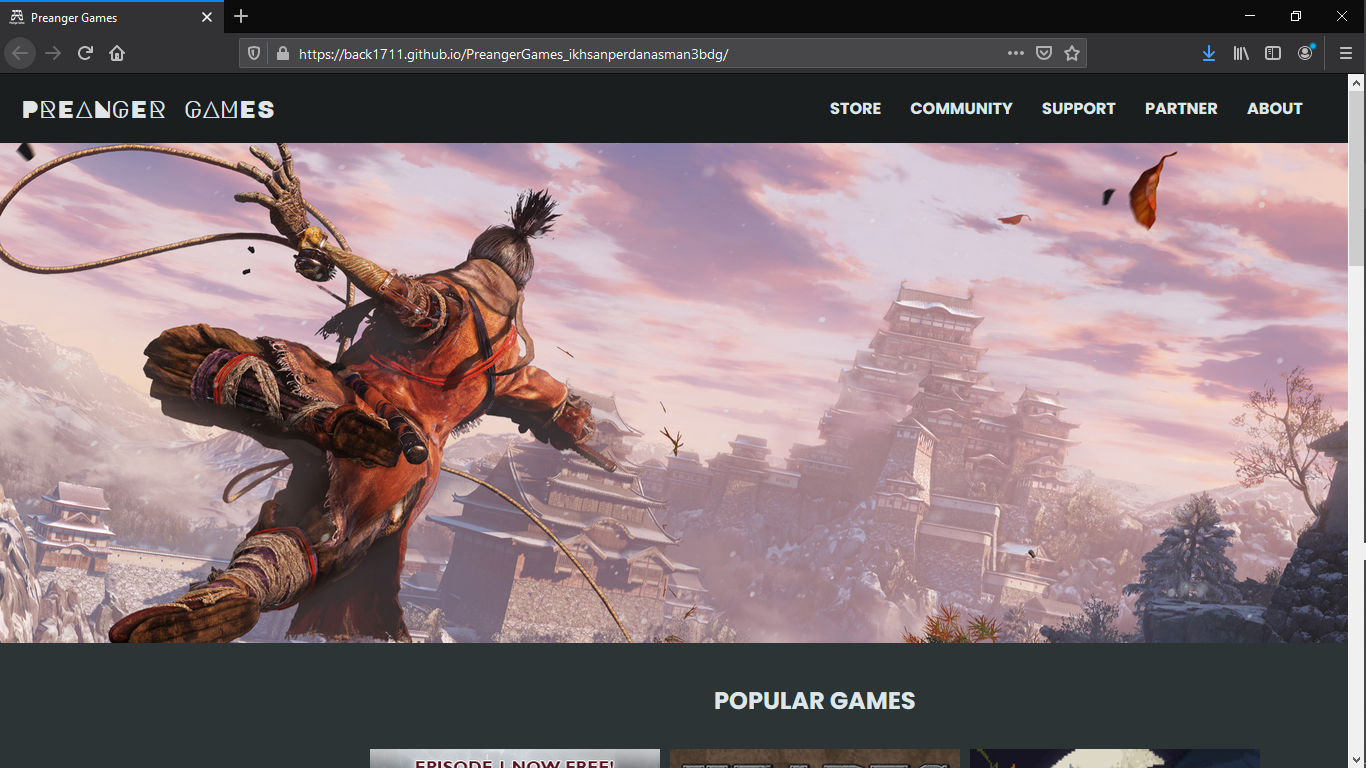 Preanger Games
https://back1711.github.io/PreangerGames_ikhsanperdanasman3bdg/
PREANGER GAMES
STORE COMMUNITY SUPPORT PARTNER ABOUT
POPULAR GAMES
EPISODE 1 NOW FREE!